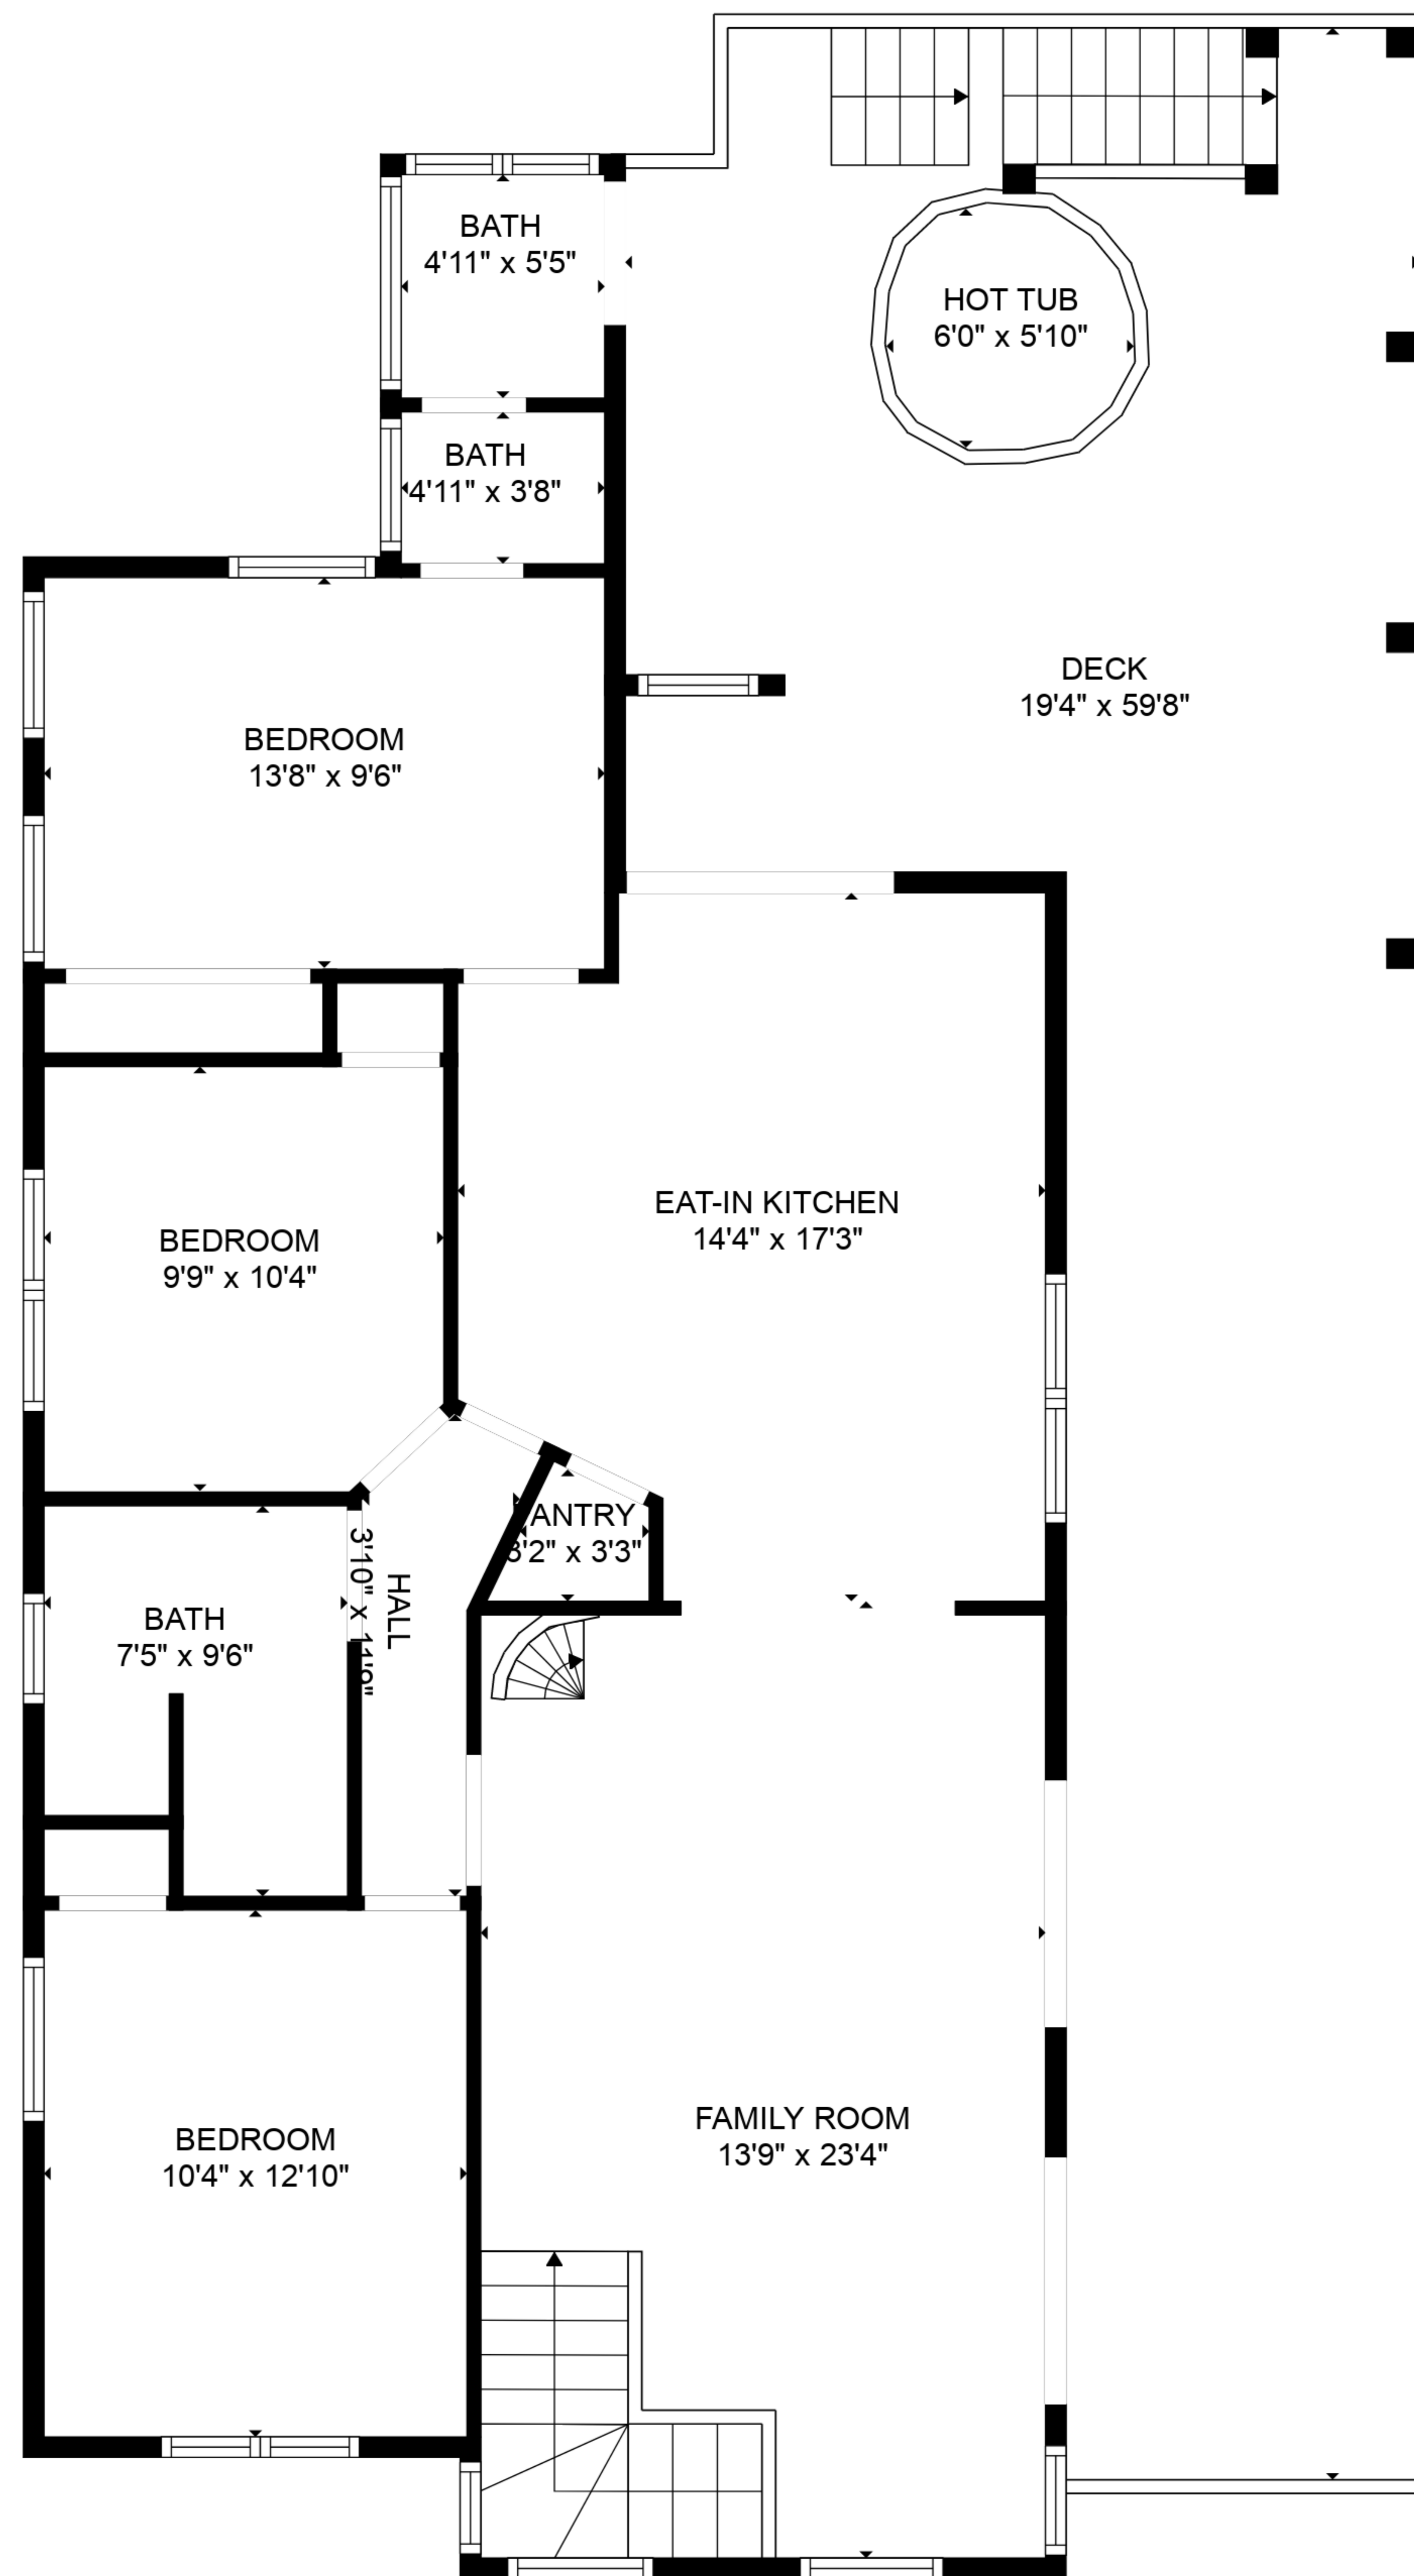 BATH
4'11" x 5'5"
HOT TUB
6'0" x 5'10"
BATH
4'11" x 3'8"
DECK
19'4" x 59'8"
BEDROOM
13'8" x 9'6"
EAT-IN KITCHEN
14'4" x 17'3"
BEDROOM
9'9" x 10'4"
ANTRY
3'2" x 3'3"
HALL
3'10" x
BATH
7'5" x 9'6"
FAMILY ROOM
13'9" x 23'4"
BEDROOM
10'4" x 12'10"